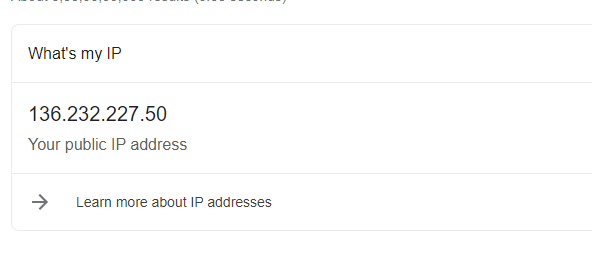 What's my IP
136.232.227.50
Your public IP address
Learn more about IP addresses